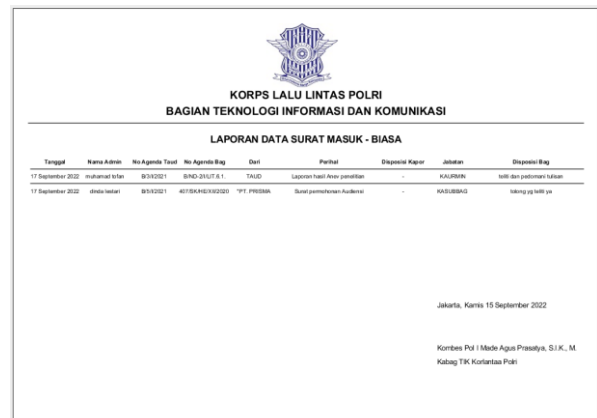 KORPS LALU LINTAS POLRI
BAGIAN TEKNOLOGI INFORMASI DAN KOMUNIKASI
LAPORAN DATA SURAT MASUK - BIASA
Tanggal Nama Admin No Agenda Taud No Agenda Bag Dari Perihal Disposisi Kapor Jabatan Disposisi Bag
17 September 2022 muhamad tofan B/3/I/2021 TAUD Laporan hasil Anev penelitian - KAURMIN teliti dan pedomani tulisan
17 September 2022 dinda lestari B/5/I/2021 "PT. PRISMA Surat permohonan Audiensi - KASUBBAG tolong yg teliti ya
Jakarta, Kamis 15 September 2022
Kombes Pol I Made Agus Prasatya, S.I.K., M.
Kabag TIK Korlantas Polri